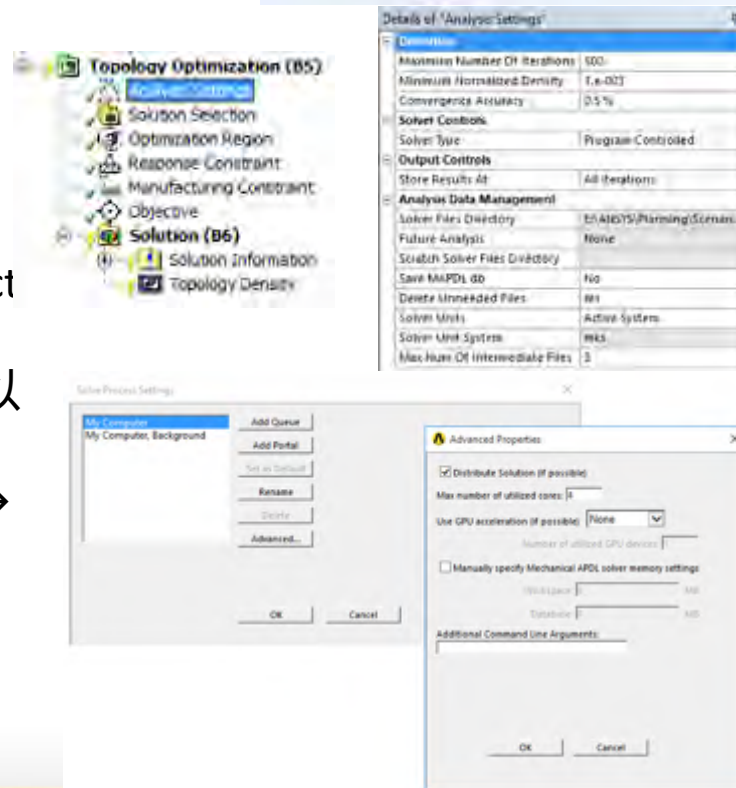 Topology Optimization (B5)
Analysis Settings
Solution Selection
Optimization Region
Response Constraint
Manufacturing Constraint
Objective
Solution (B6)
Solution Information
Topology Density
ct
以
→
Details of "Analysis Settings"
Definition
Maximum Number Of Iterations 500.
Minimum Normalized Density 1.e-003
Convergence Accuracy 0.5 %
Solver Controls
Solver Type Program Controlled
Output Controls
Store Results At All Iterations
Analysis Data Management
Solver Files Directory E:\ANSYS\Planning\Scenari
Future Analysis None
Scratch Solver Files Directory
Save MAPDL db No
Delete Unneeded Files
Solver Units Active System
Solver Unit System mks
Max Num Of Intermediate Files 3
Solve Process Settings
My Computer
My Computer, Background
Add Queue
Add Portal
Set as Default
Rename
Delete
Advanced...
OK Cancel
Advanced Properties
Distribute Solution (if possible)
Max number of utilized cores: 4
Use GPU acceleration (if possible) None
Number of utilized GPU devices
Manually specify Mechanical APDL solver memory settings
Workspace MB
Database MB
Additional Command Line Arguments:
OK Cancel